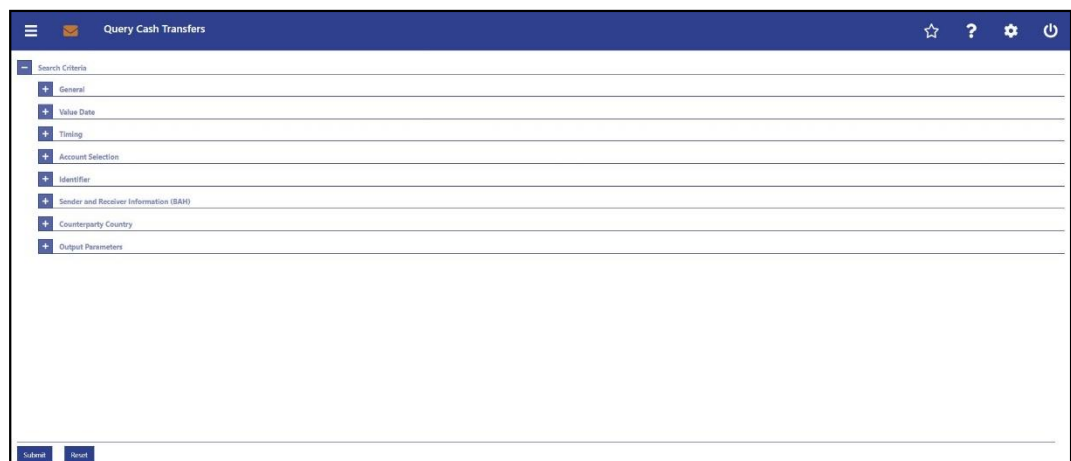 Query Cash Transfers
Search Criteria
General
Value Date
Timing
Account Selection
Identifier
Sender and Receiver Information (BAH)
Counterparty Country
Output Parameters
Submit Reset